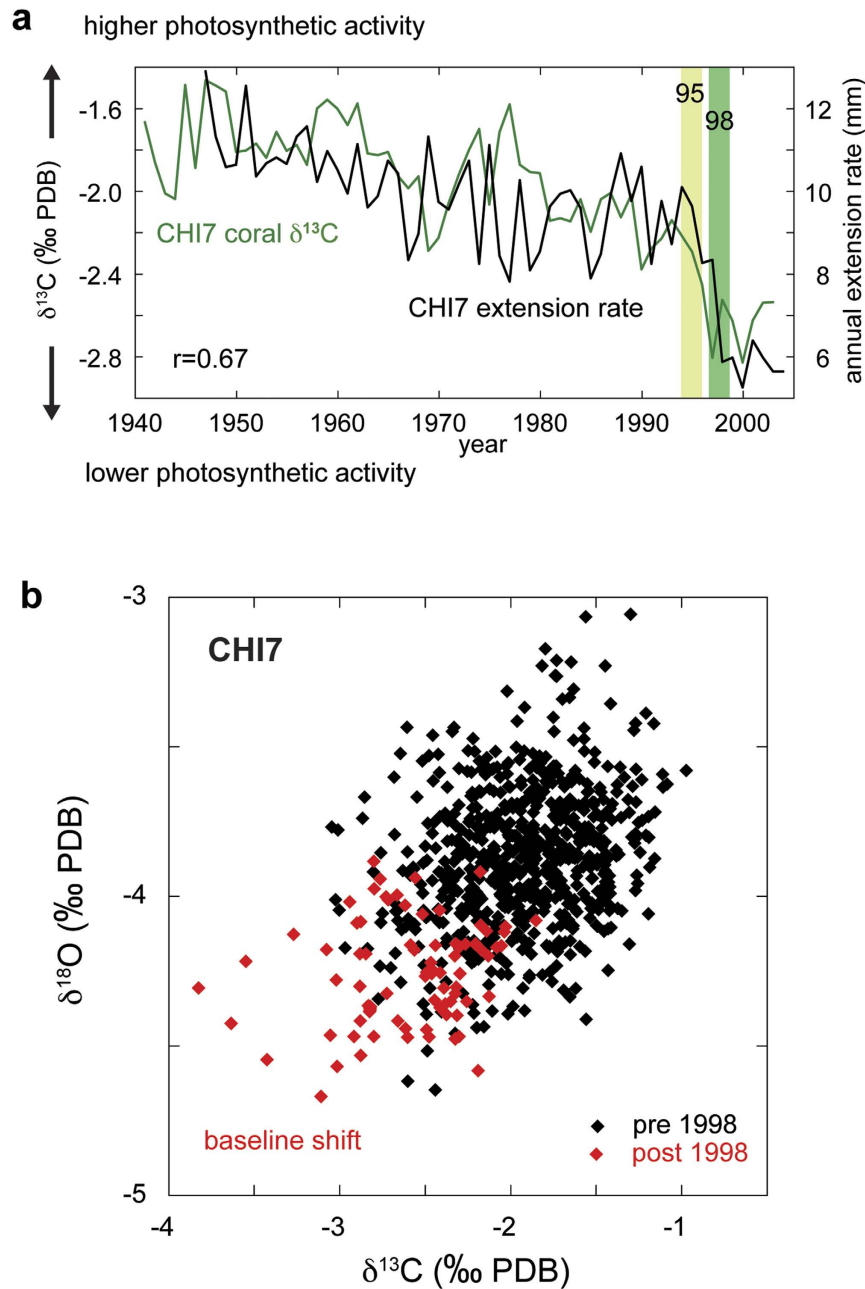 a
higher photosynthetic activity
δ¹³C (‰ PDB)
-1.6
-2.0
-2.4
-2.8
95
98
12
10
8
6
annual extension rate (mm)
CHI7 coral δ¹³C
CHI7 extension rate
r=0.67
1940 1950 1960 1970 1980 1990 2000
year
lower photosynthetic activity
b
-3
CHI7
δ¹⁸O (‰ PDB)
-4
baseline shift
pre 1998
post 1998
-5
-4 -3 -2 -1
δ¹³C (‰ PDB)